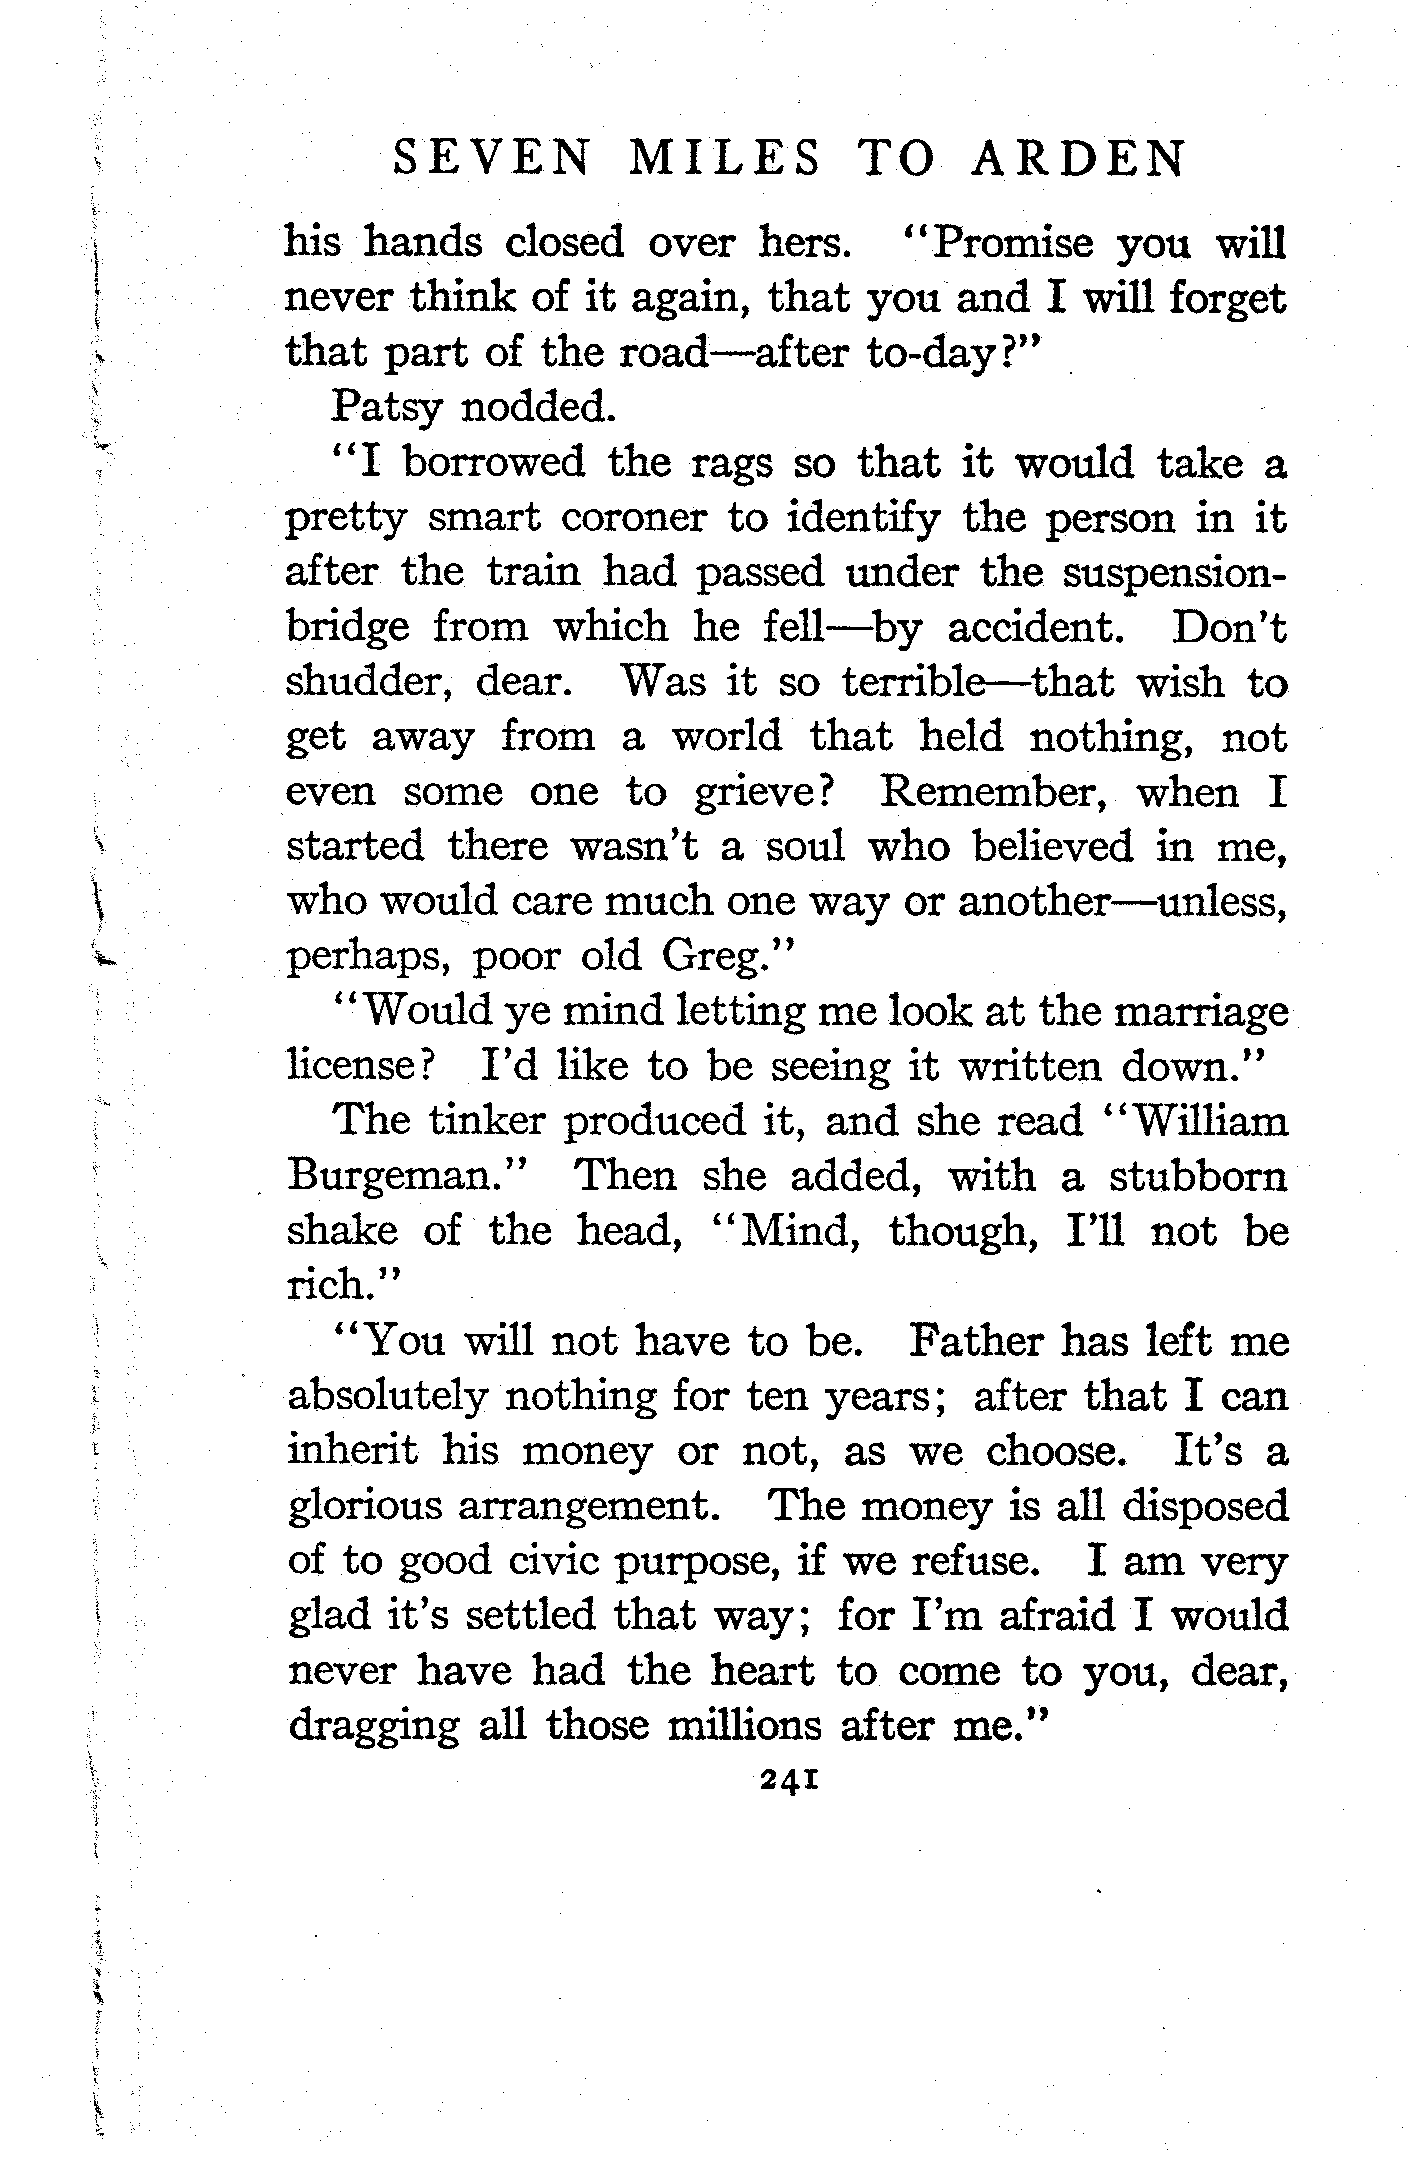 SEVEN MILES TO ARDEN
his hands closed over hers. "Promise you will
never think of it again, that you and I will forget
that part of the road—after to-day?"
Patsy nodded.
"I borrowed the rags so that it would take a
pretty smart coroner to identify the person in it
after the train had passed under the suspension-
bridge from which he fell—by accident. Don't
shudder, dear. Was it so terrible—that wish to
get away from a world that held nothing, not
even some one to grieve? Remember, when I
started there wasn't a soul who believed in me,
who would care much one way or another—unless,
perhaps, poor old Greg."
"Would ye mind letting me look at the marriage
license? I'd like to be seeing it written down."
The tinker produced it, and she read "William
Burgeman." Then she added, with a stubborn
shake of the head, "Mind, though, I'll not be
rich."
"You will not have to be. Father has left me
absolutely nothing for ten years; after that I can
inherit his money or not, as we choose. It's a
glorious arrangement. The money is all disposed
of to good civic purpose, if we refuse. I am very
glad it's settled that way; for I'm afraid I would
never have had the heart to come to you, dear,
dragging all those millions after me."
241